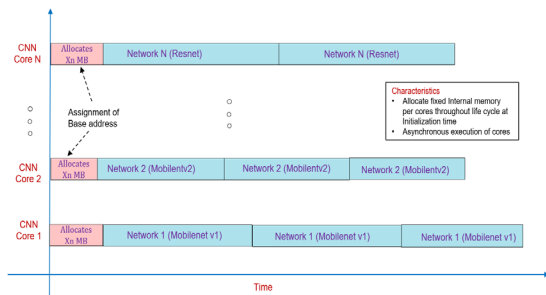 CNN
Core N
Allocates
Xn MB
Network N (Resnet)
Network N (Resnet)
Assignment of
Base address
Characteristics
• Allocate fixed Internal memory
per cores throughout life cycle at
Initialization time
• Asynchronous execution of cores
CNN
Core 2
Allocates
Xn MB
Network 2 (Mobilentv2)
Network 2 (Mobilentv2)
Network 2 (Mobilentv2)
CNN
Core 1
Allocates
Xn MB
Network 1 (Mobilenet v1)
Network 1 (Mobilenet v1)
Network 1 (Mobilenet v1)
Time